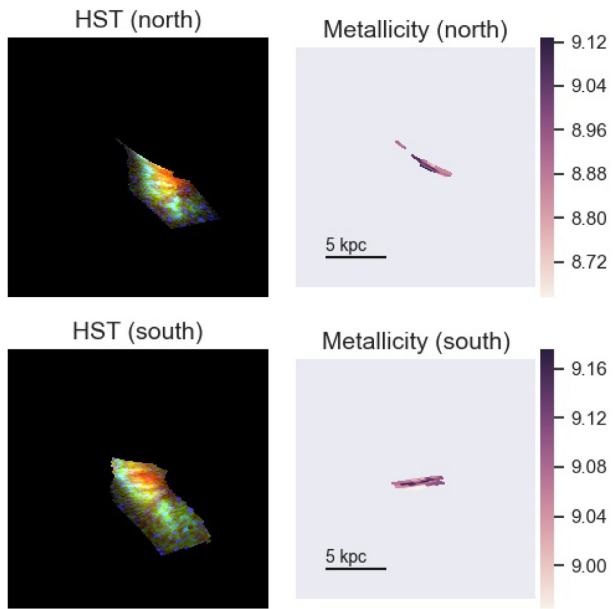 HST (north)
Metallicity (north)
9.12
9.04
8.96
8.88
8.80
8.72
5 kpc
HST (south)
Metallicity (south)
9.16
9.12
9.08
9.04
9.00
5 kpc